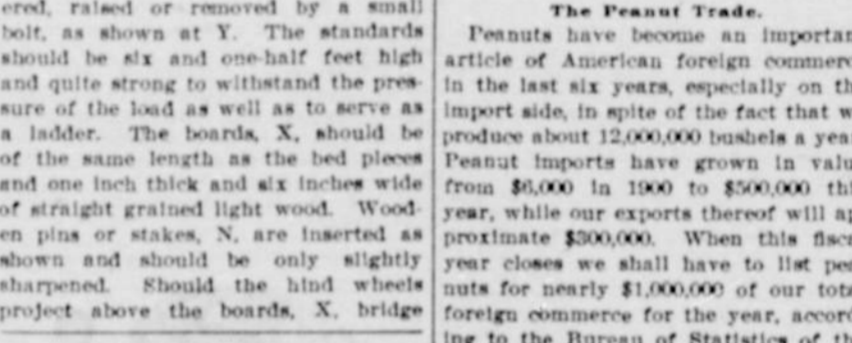 ered, raised or removed by a small
bolt, as shown at Y. The standards
should be six and one-half feet high
and quite strong to withstand the pres-
sure of the load as well as to serve as
a ladder. The boards, X, should be
of the same length as the bed pieces
and one inch thick and six inches wide
of straight grained light wood. Wood-
en pins or stakes, N, are inserted as
shown and should be only slightly
sharpened. Should the hind wheels
project above the boards, X, bridge
The Peanut Trade.
Peanuts have become an importan
article of American foreign commerc
in the last six years, especially on th
import side, in spite of the fact that w
produce about 12,000,000 bushels a yea
Peanut imports have grown in valu
from $6,000 in 1900 to $500,000 thi
year, while our exports thereof will ap
proximate $300,000. When this fisca
year closes we shall have to list pea
nuts for nearly $1,000,000 of our tota
foreign commerce for the year, accord
ing to the Bureau of Statistics of th